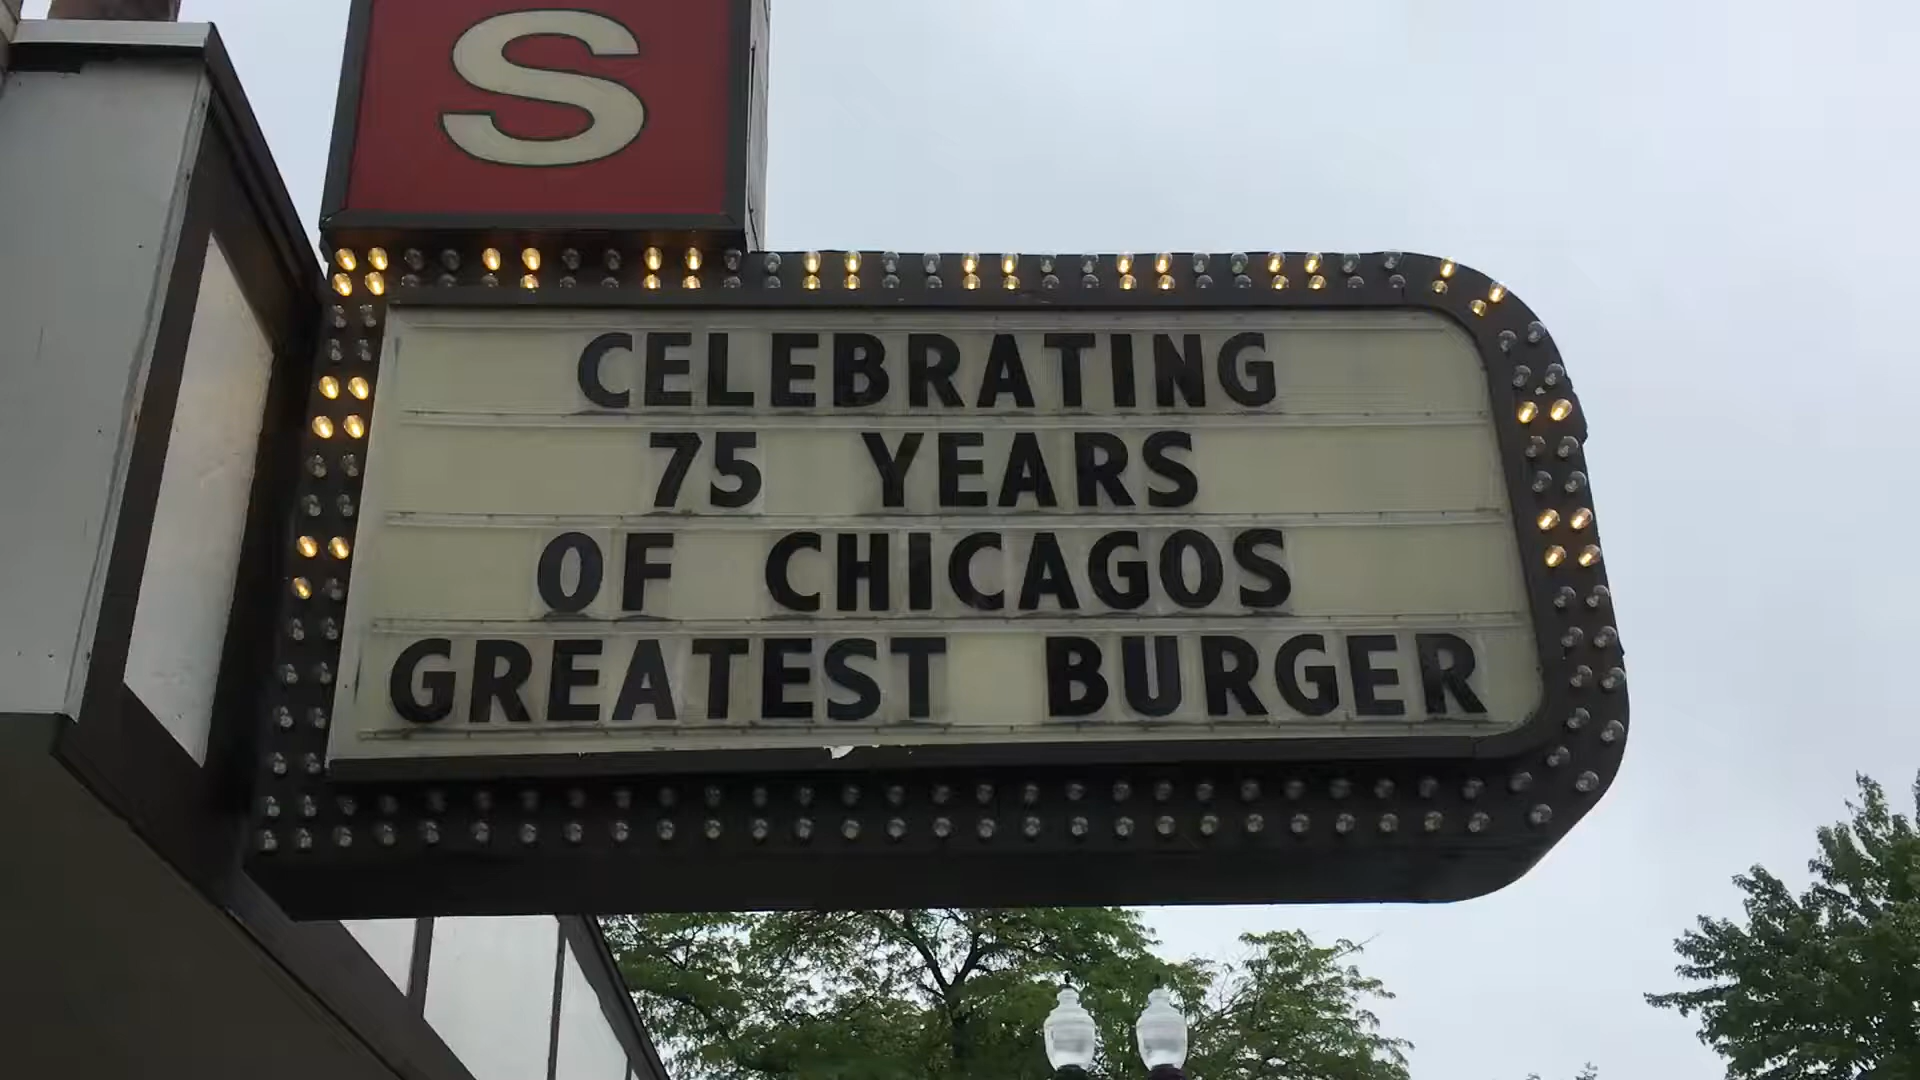 S
CELEBRATING
75 YEARS
OF CHICAGOS
GREATEST BURGER